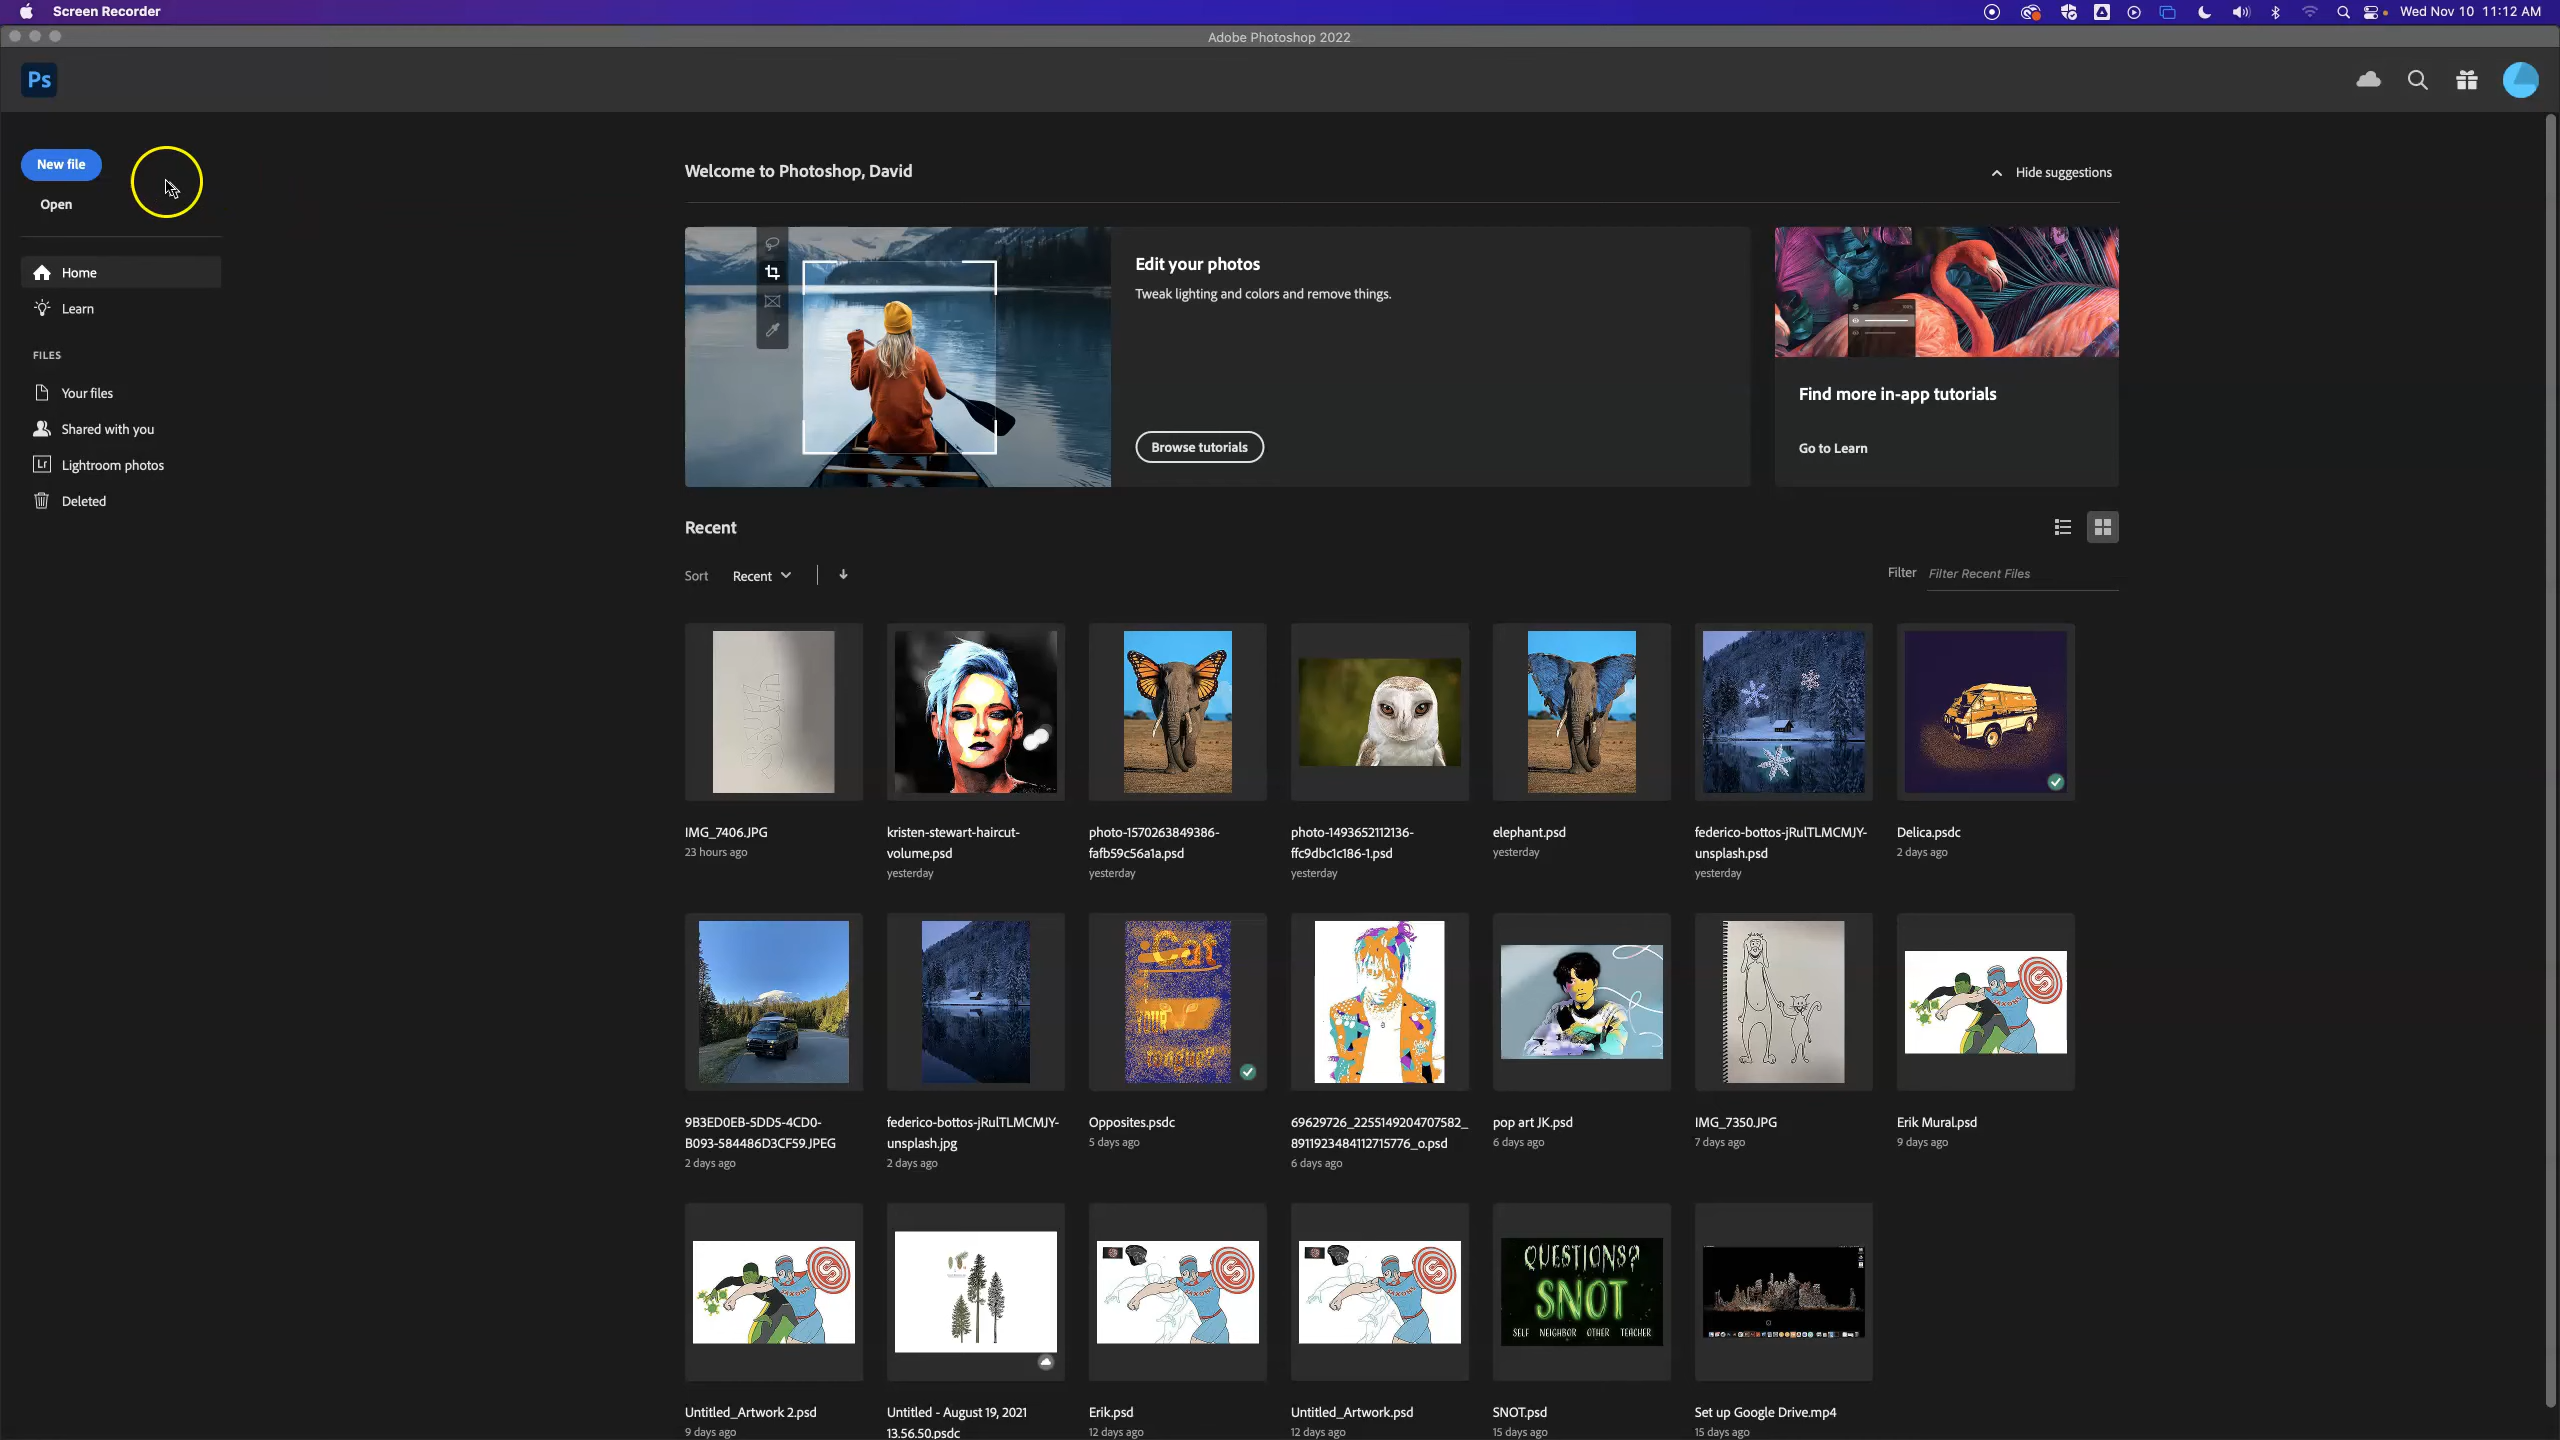 Screen Recorder
Wed Nov 10 11:12 AM
Adobe Photoshop 2022
Ps
New file
Open
Home
Learn
FILES
Your files
Shared with you
Lr Lightroom photos
Deleted
Welcome to Photoshop, David
Hide suggestions
Edit your photos
Tweak lighting and colors and remove things.
Browse tutorials
Find more in-app tutorials
Go to Learn
Recent
Sort Recent
Filter Filter Recent Files
IMG_7406.JPG
23 hours ago
kristen-stewart-haircut-
volume.psd
yesterday
photo-1570263849386-
fafb59c56a1a.psd
yesterday
photo-1493652112136-
ffc9dbc1c186-1.psd
yesterday
elephant.psd
yesterday
federico-bottos-jRulTLMCMJY-
unsplash.psd
yesterday
Delica.psdc
2 days ago
Cat
YOUR
tongue?
S
SAXONS
9B3ED0EB-5DD5-4CD0-
B093-584486D3CF59.JPEG
2 days ago
federico-bottos-jRulTLMCMJY-
unsplash.jpg
2 days ago
Opposites.psdc
5 days ago
69629726_2255149204707582_
8911923484112715776_o.psd
6 days ago
pop art JK.psd
6 days ago
IMG_7350.JPG
7 days ago
Erik Mural.psd
9 days ago
S
SAXONS
S
SAXONS
S
SAXONS
QUESTIONS?
SNOT
SELF NEIGHBOR OTHER TEACHER
Untitled_Artwork 2.psd
9 days ago
Untitled - August 19, 2021
13.56.50.psdc
Erik.psd
12 days ago
Untitled_Artwork.psd
12 days ago
SNOT.psd
15 days ago
Set up Google Drive.mp4
15 days ago